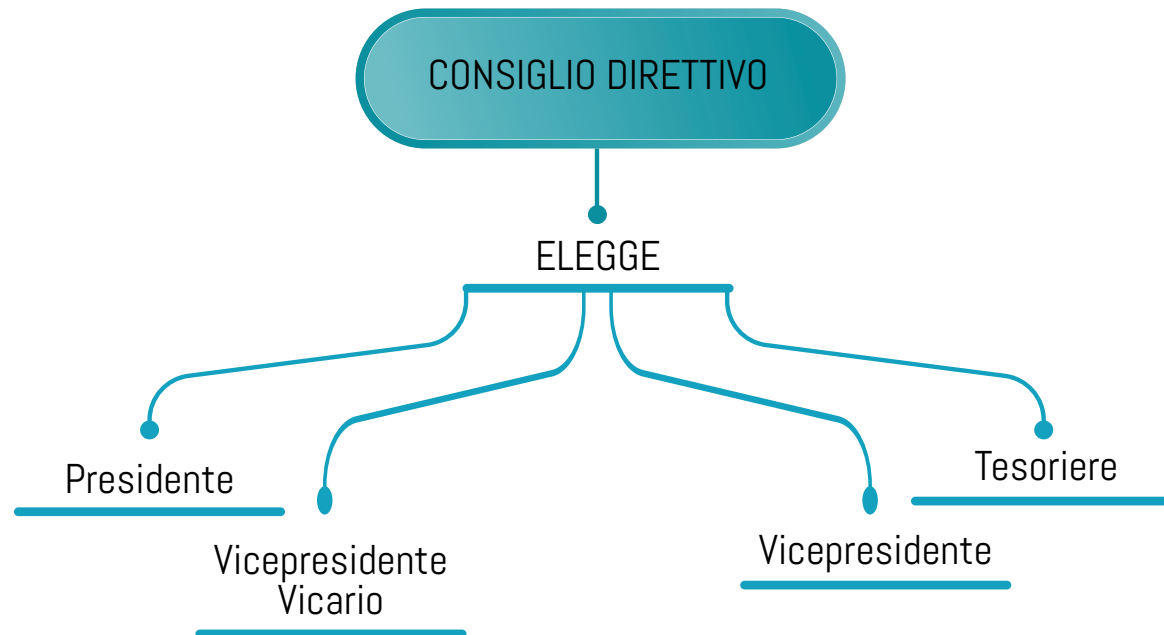 CONSIGLIO DIRETTIVO
ELEGGE
Presidente
Tesoriere
Vicepresidente
Vicario
Vicepresidente